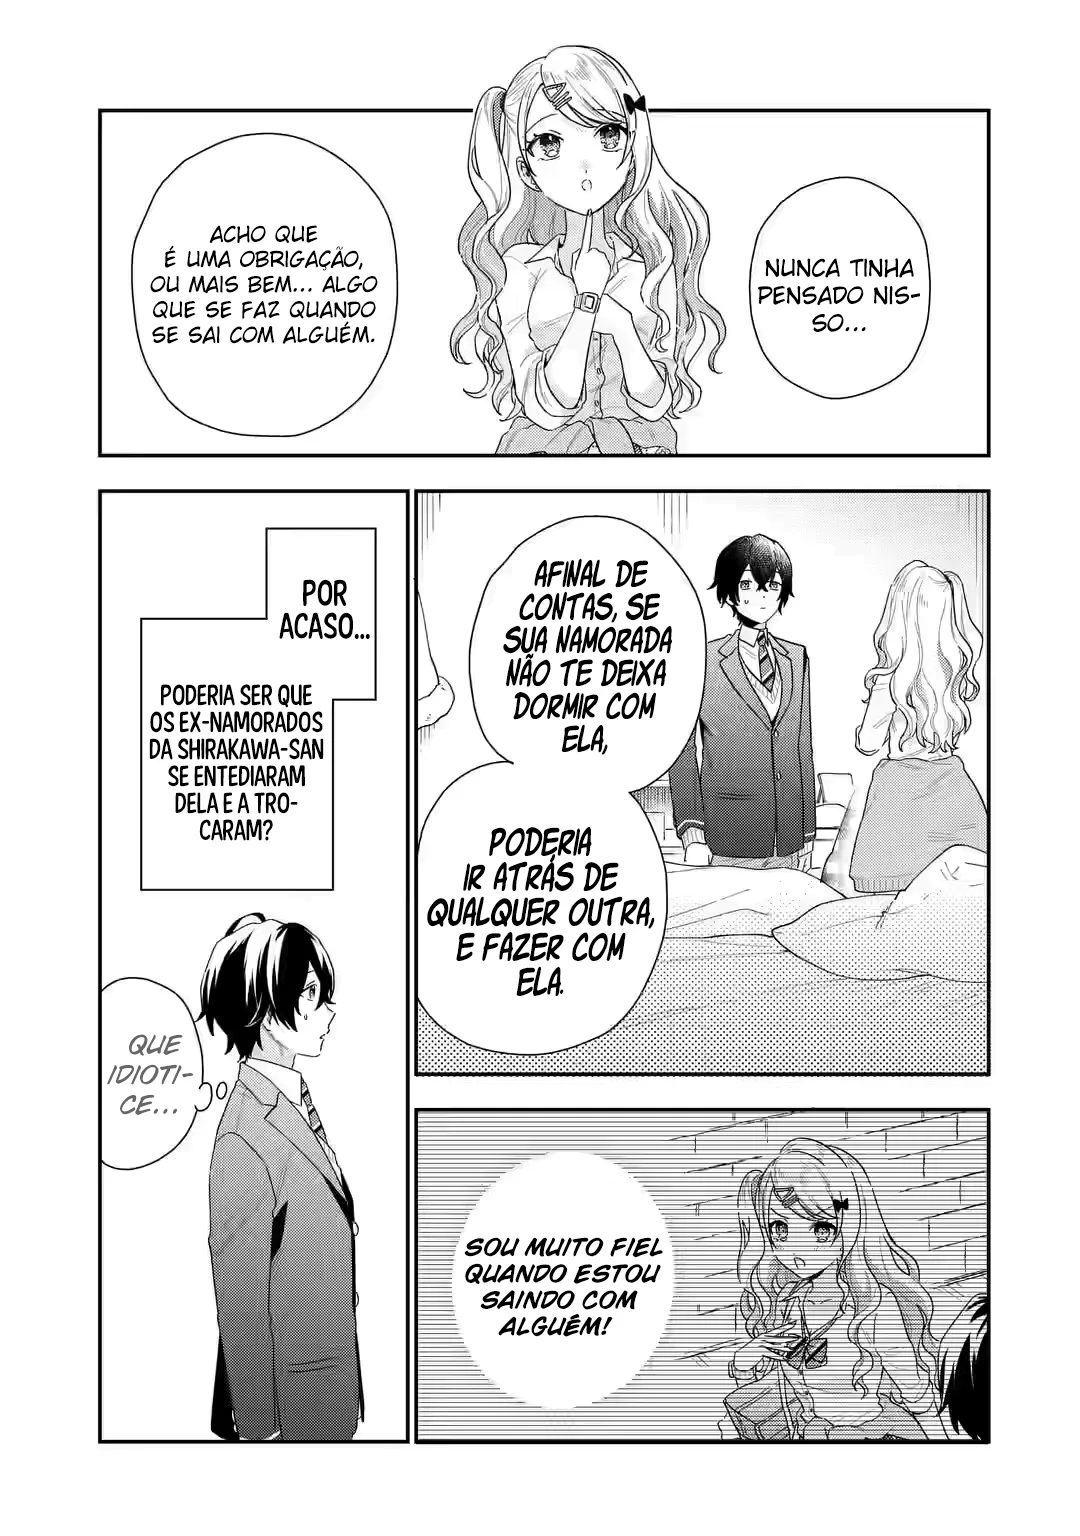 NUNCA TINHA
PENSADO NIS-
SO...
ACHO QUE
É UMA OBRIGAÇÃO,
OU MAIS BEM... ALGO
QUE SE FAZ QUANDO
SE SAI COM ALGUÉM.
AFINAL DE
CONTAS, SE
SUA NAMORADA
NÃO TE DEIXA
DORMIR COM
ELA,
PODERIA
IR ATRÁS DE
QUALQUER OUTRA,
E FAZER COM
ELA.
POR
ACASO...
PODERIA SER QUE
OS EX-NAMORADOS
DA SHIRAKAWA-SAN
SE ENTEDIARAM
DELA E A TRO-
CARAM?
SOU MUITO FIEL
QUANDO ESTOU
SAINDO COM
ALGUÉM!
QUE
IDIOTI-
CE...